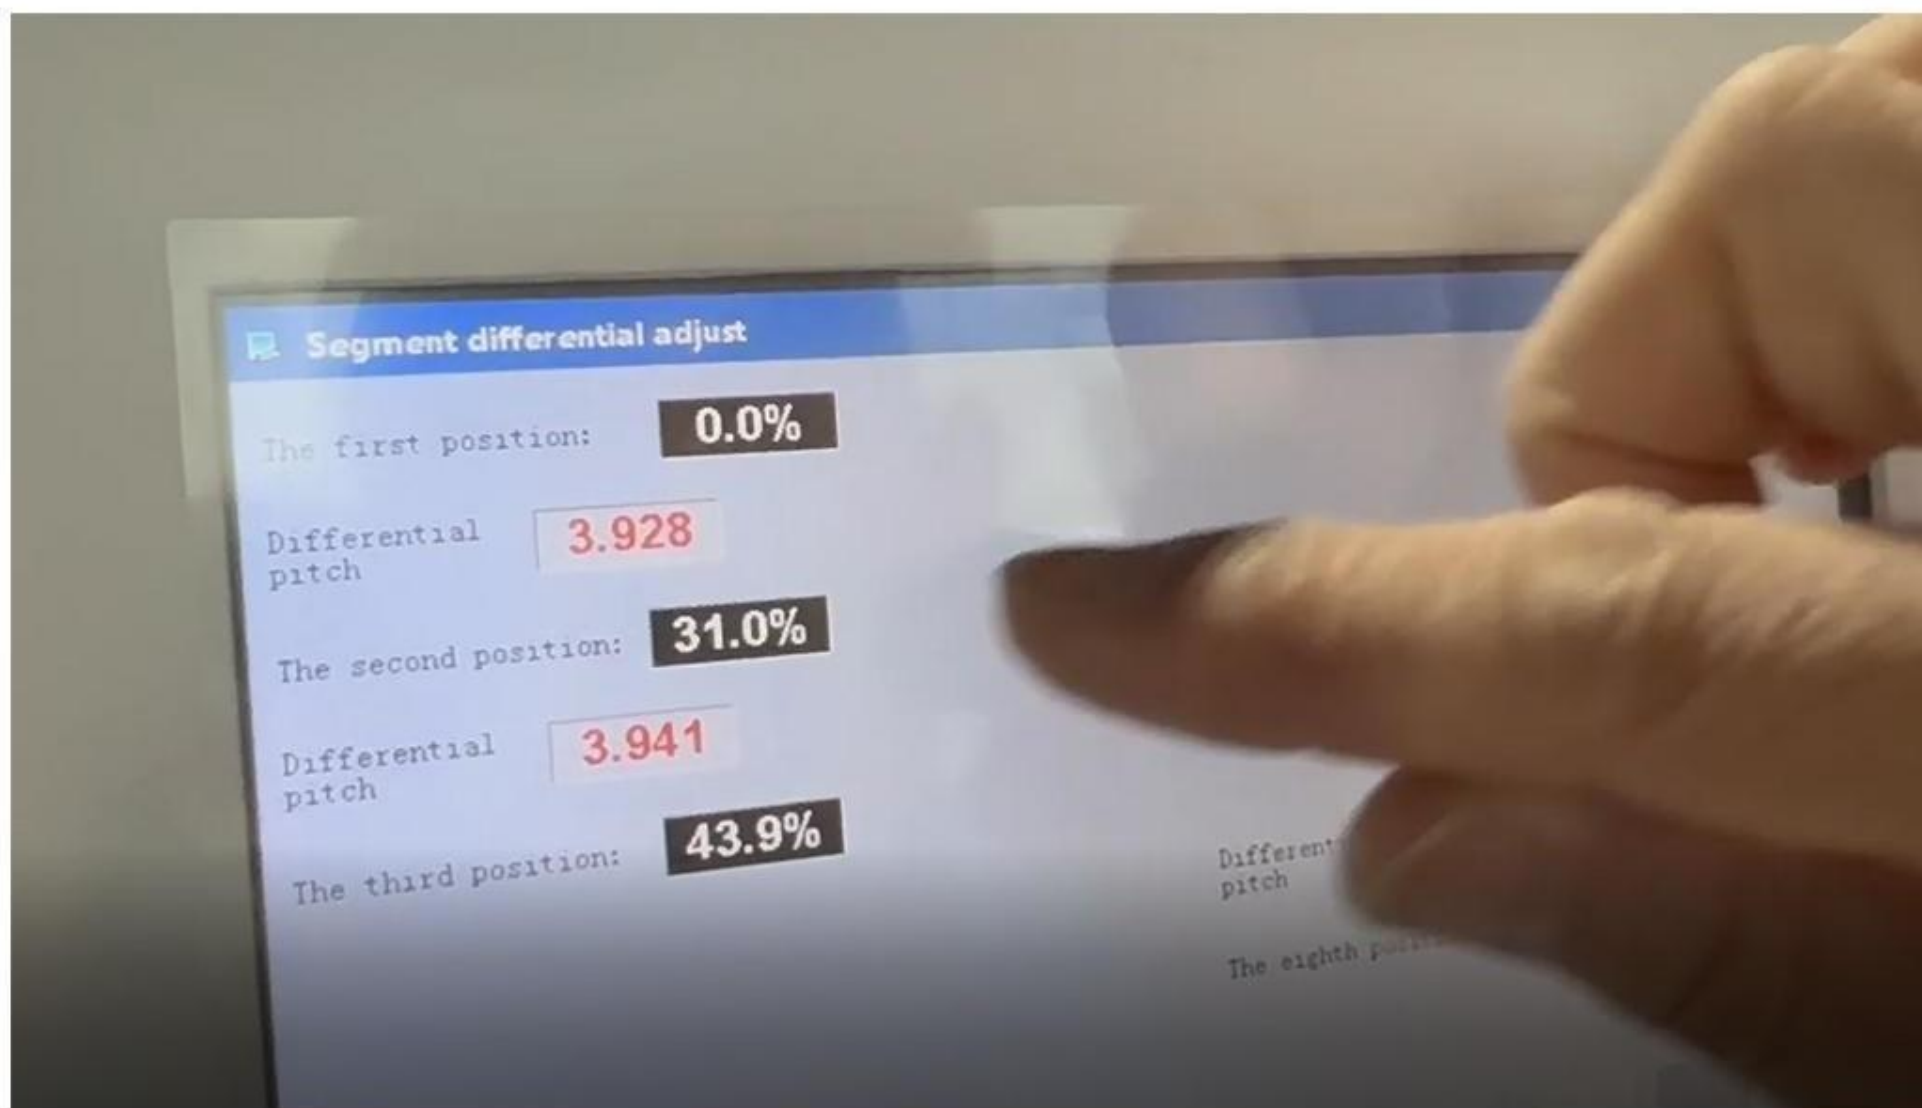 Segment differential adjust
The first position: 0.0%
Differential
pitch
3.928
The second position: 31.0%
Differential
pitch
3.941
The third position: 43.9%
pitch
The eighth